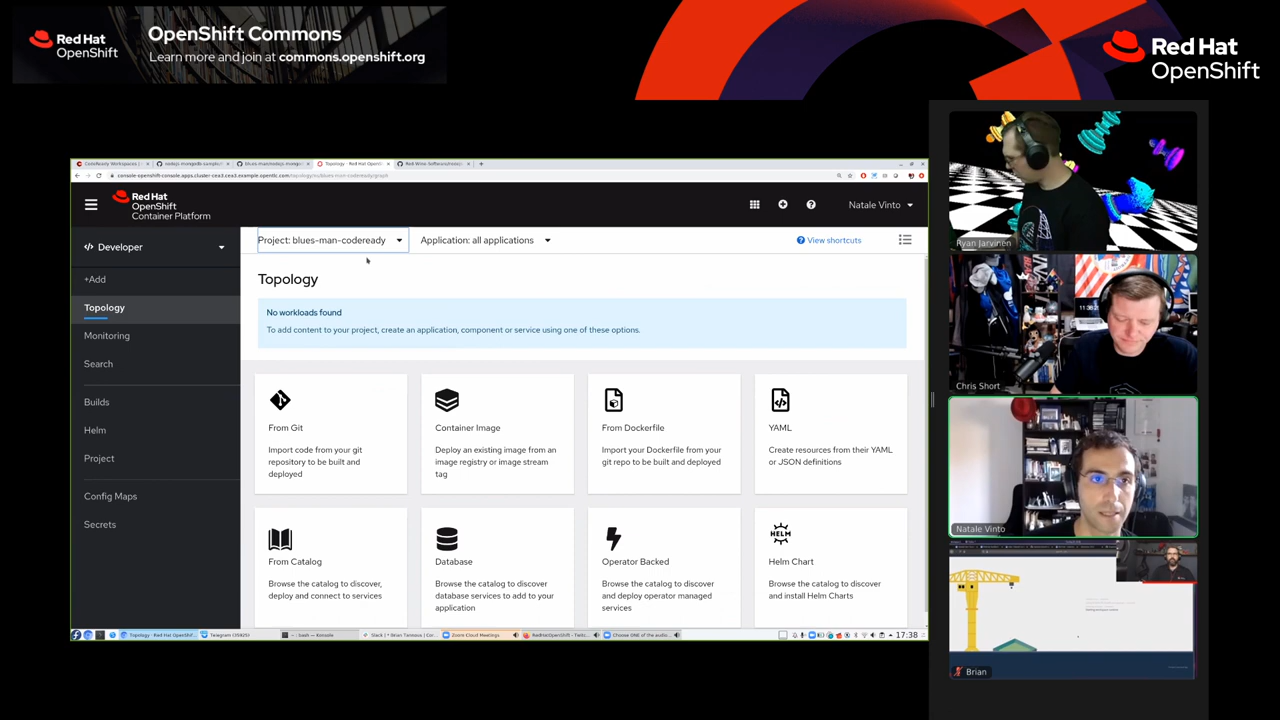 Red Hat
OpenShift
OpenShift Commons
Learn more and join at commons.openshift.org
Red Hat
OpenShift
Topology - Red Hat OpenS
Red Hat
OpenShift
Container Platform
Natale Vinto
Developer
Project: blues-man-codeready
Application: all applications
View shortcuts
+Add
Topology
Monitoring
Search
Builds
Helm
Project
Config Maps
Secrets
Topology
No workloads found
To add content to your project, create an application, component or service using one of these options.
From Git
Import code from your git
repository to be built and
deployed
Container Image
Deploy an existing image from an
image registry or image stream
tag
From Dockerfile
Import your Dockerfile from your
git repo to be built and deployed
YAML
Create resources from their YAML
or JSON definitions
From Catalog
Browse the catalog to discover,
deploy and connect to services
Database
Browse the catalog to discover
database services to add to your
application
Operator Backed
Browse the catalog to discover
and deploy operator managed
services
HELM
Helm Chart
Browse the catalog to discover
and install Helm Charts
Zoom Cloud Meetings
17:38
Ryan Jarvinen
Chris Short
Natale Vinto
Brian